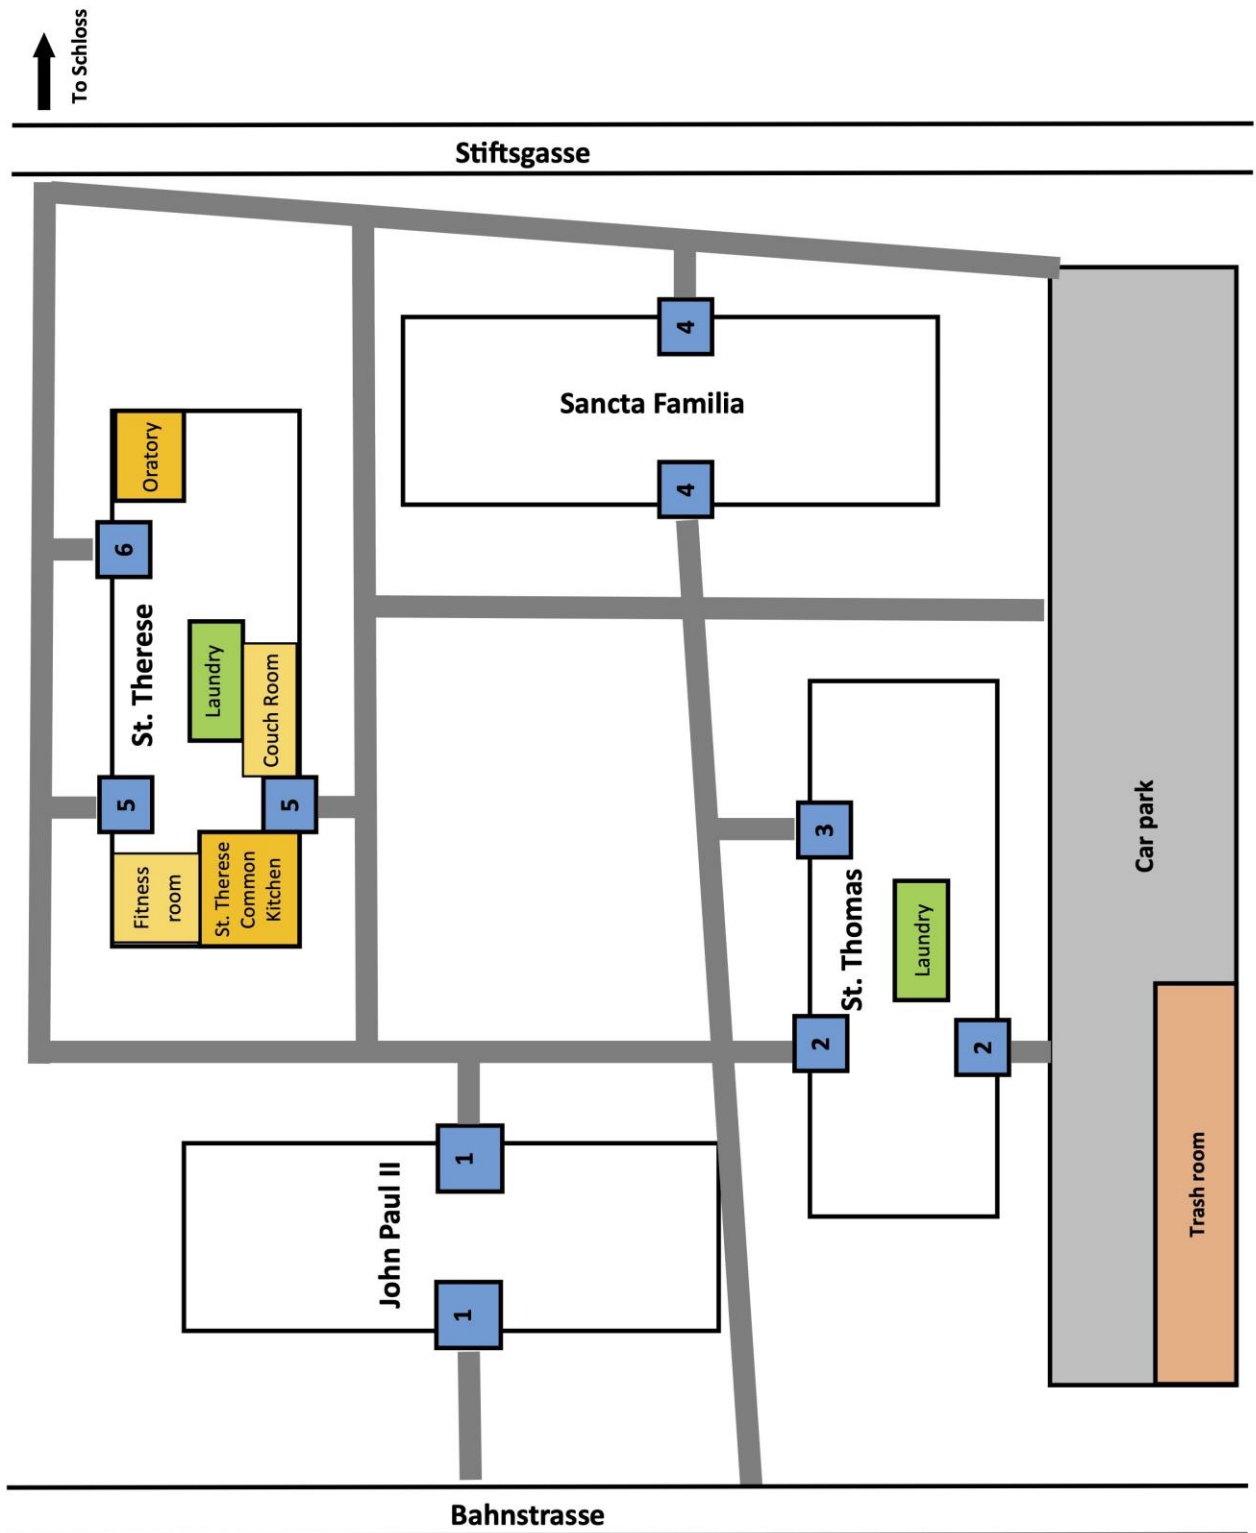 To Schloss
Stiftsgasse
4
Sancta Familia
4
Oratory
6
St. Therese
Laundry
Couch Room
5
5
Fitness
room
St. Therese
Common
Kitchen
3
St. Thomas
Laundry
2
2
Car park
Trash room
1
John Paul II
1
Bahnstrasse